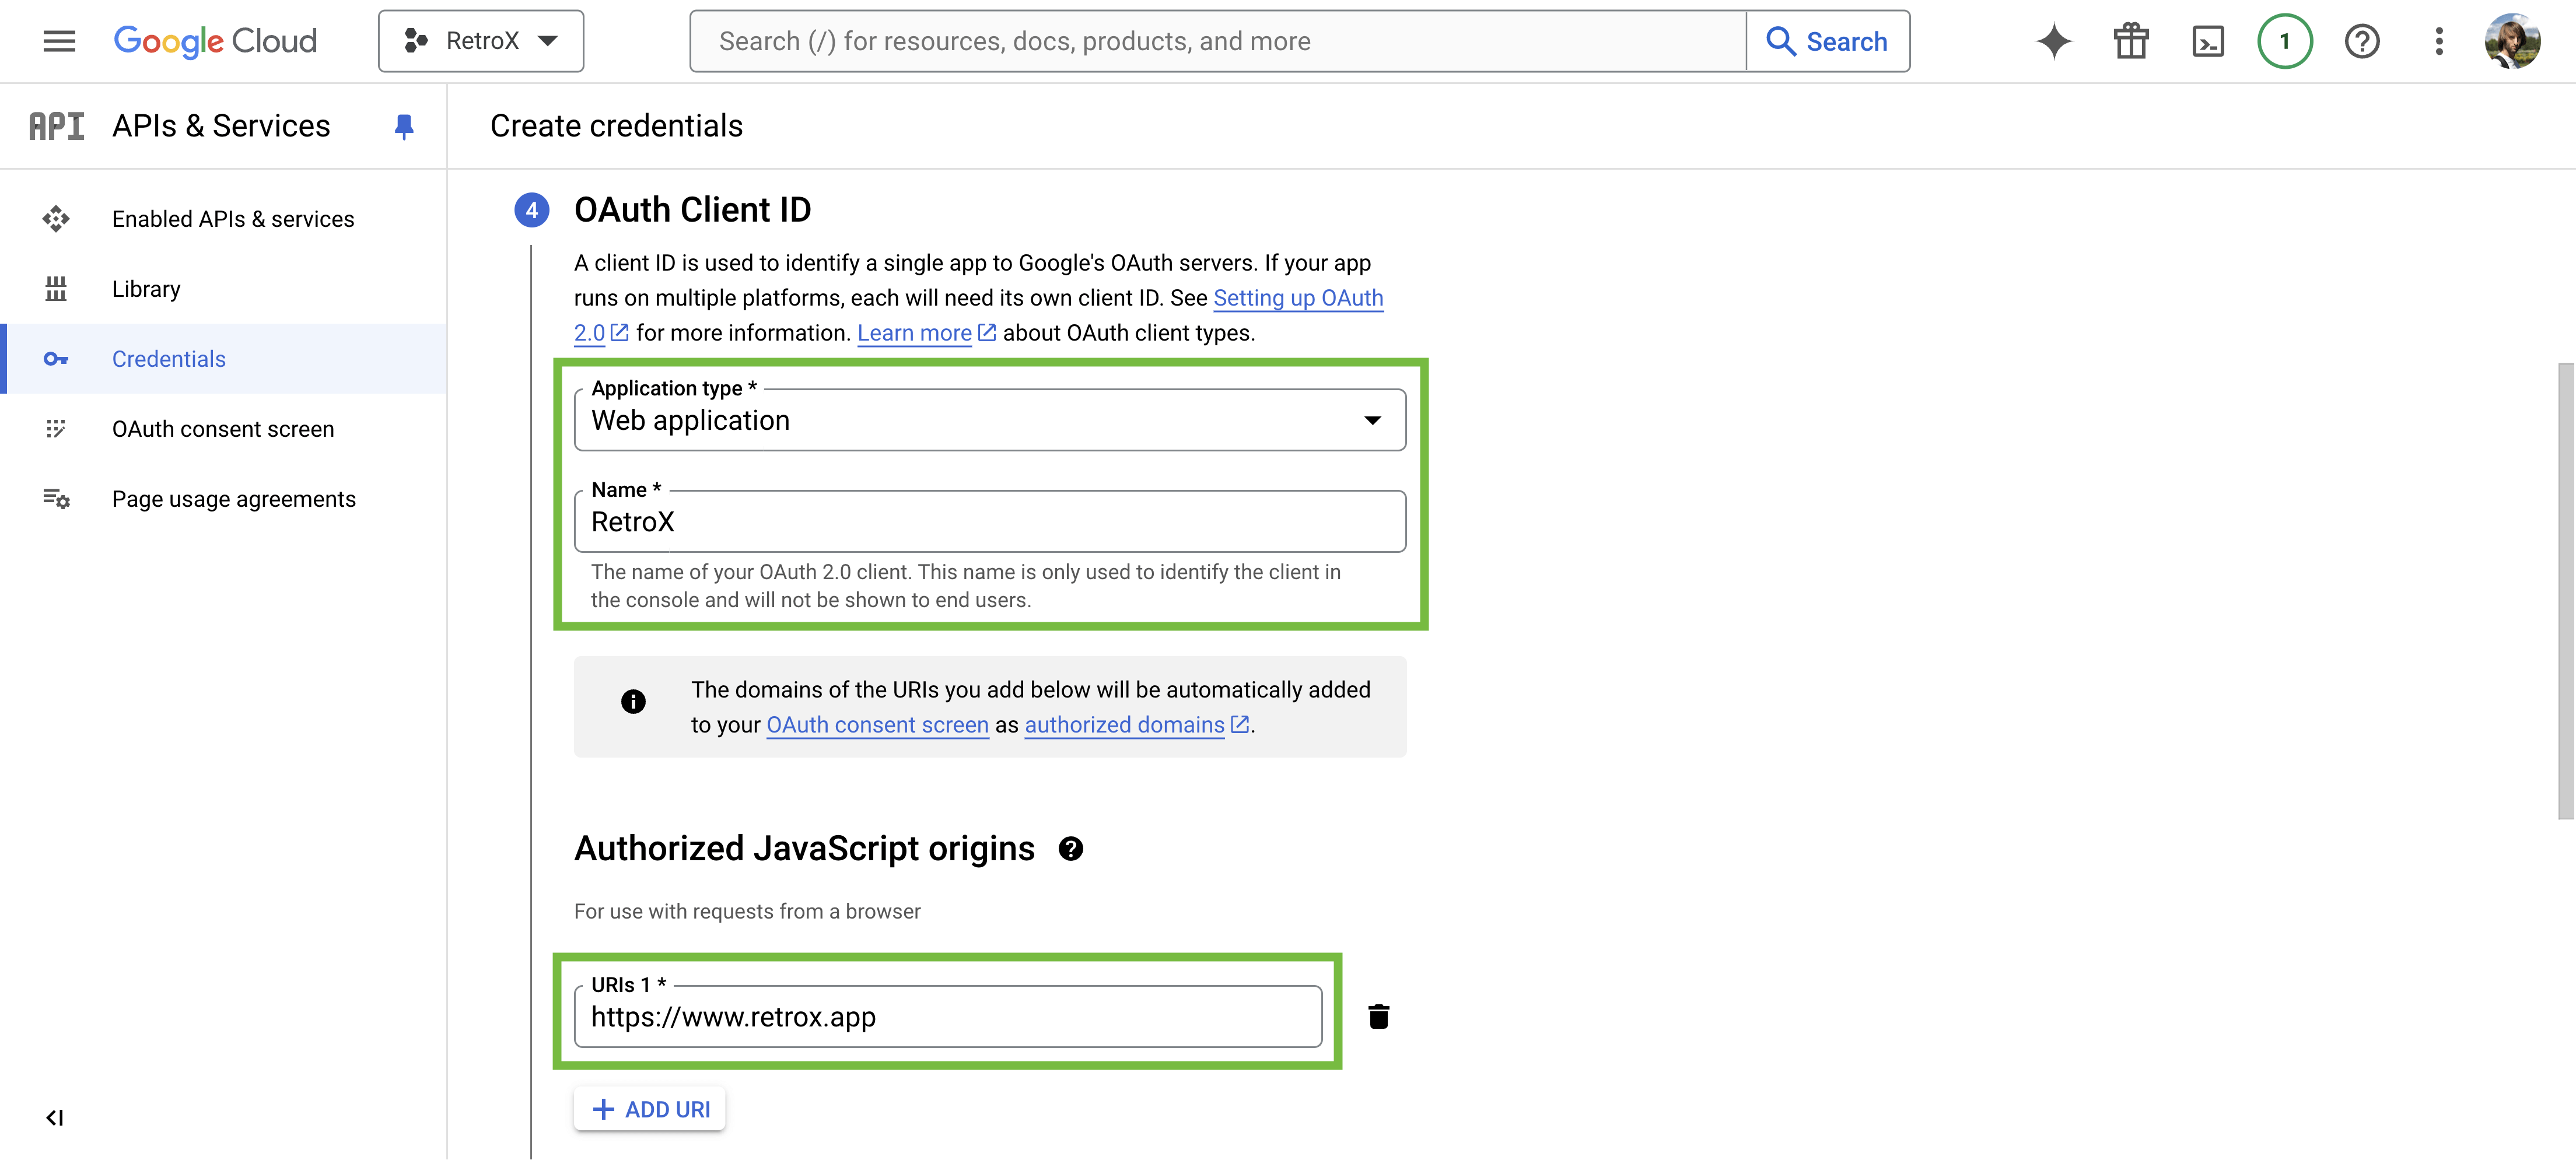 Google Cloud
RetroX
Search (/) for resources, docs, products, and more
Search
1
API
APIs & Services
Create credentials
Enabled APIs & services
Library
Credentials
OAuth consent screen
Page usage agreements
4
OAuth Client ID
A client ID is used to identify a single app to Google's OAuth servers. If your app
runs on multiple platforms, each will need its own client ID. See Setting up OAuth
2.0 for more information. Learn more about OAuth client types.
Application type *
Web application
Name *
RetroX
The name of your OAuth 2.0 client. This name is only used to identify the client in
the console and will not be shown to end users.
The domains of the URIs you add below will be automatically added
to your OAuth consent screen as authorized domains.
Authorized JavaScript origins
For use with requests from a browser
URIs 1 *
https://www.retrox.app
+ ADD URI